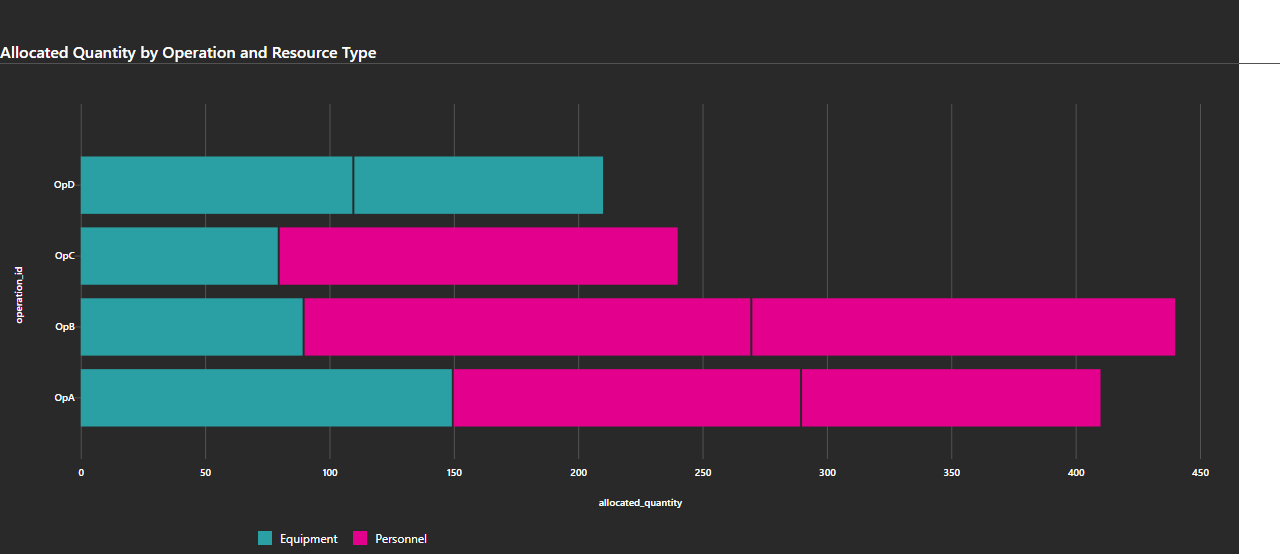 Allocated Quantity by Operation and Resource Type
OpD
OpC
OpB
OpA
operation_id
0 50 100 150 200 250 300 350 400 450
allocated_quantity
Equipment Personnel